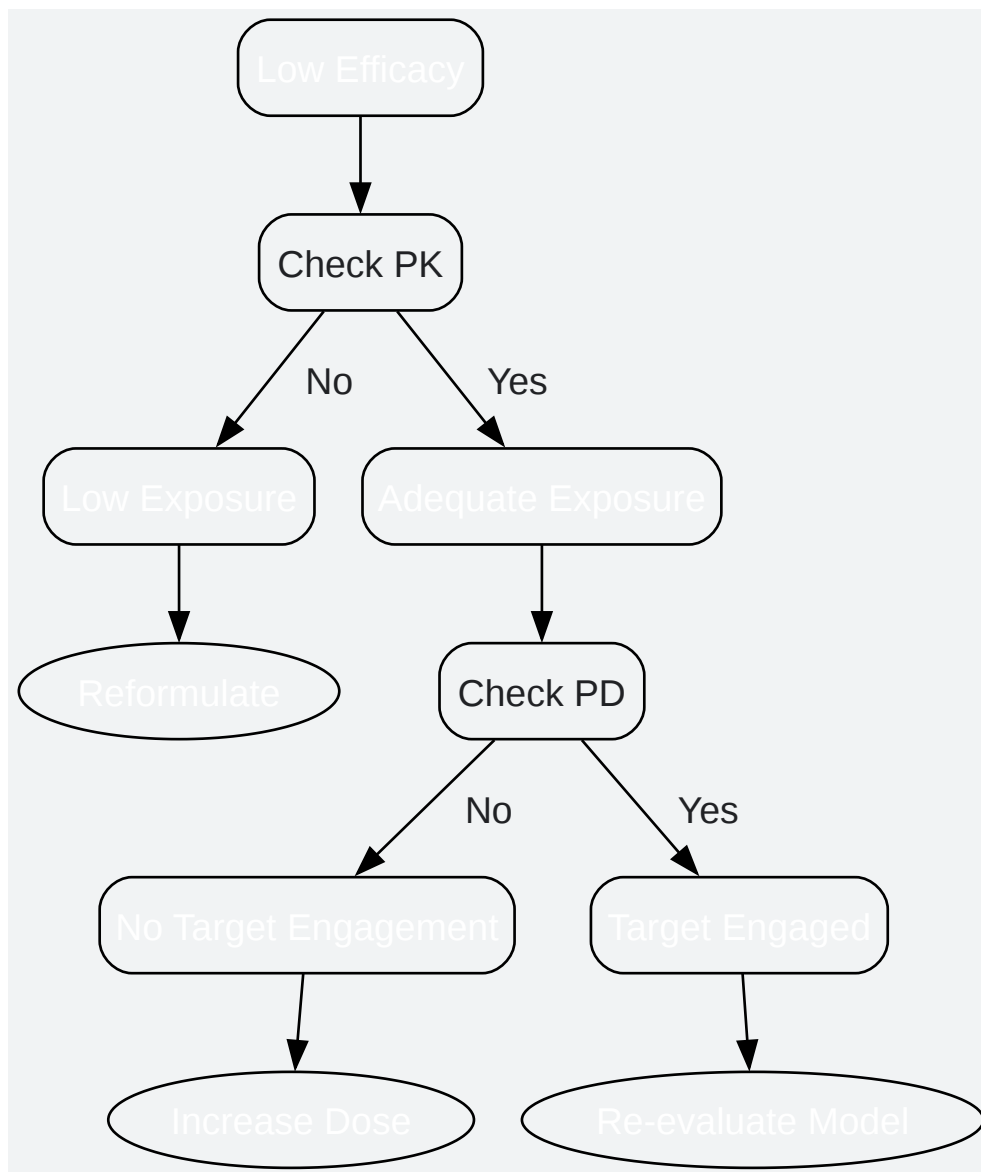 Low Efficacy
Check PK
No
Yes
Low Exposure
Adequate Exposure
Reformulate
Check PD
No
Yes
No Target Engagement
Target Engaged
Increase Dose
Re-evaluate Model